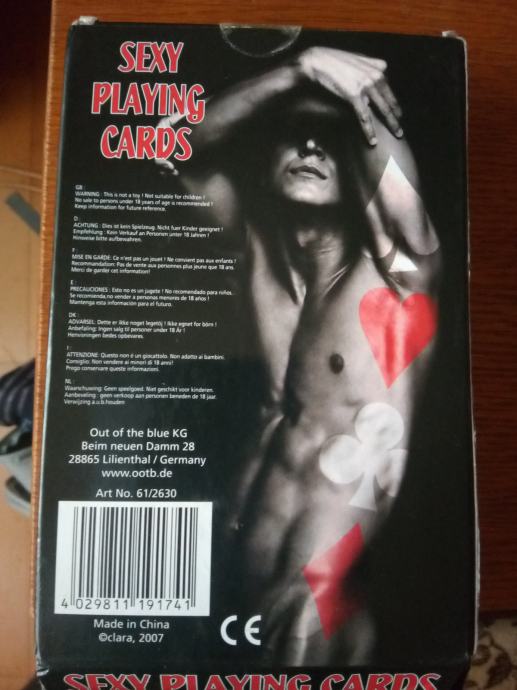 SEXY
PLAYING
CARDS
GB :
WARNING : This is not a toy ! Not suitable for children !
No sale to persons under 18 years of age is recommended !
Keep information for future reference.
D :
ACHTUNG : Dies ist kein Spielzeug. Nicht fuer Kinder geeignet !
Empfehlung : Kein Verkauf an Personen unter 18 Jahren !
Hinweise bitte aufbewahren.
F :
MISE EN GARDE: Ce n'est pas un jouet ! Ne convient pas aux enfants !
Recommandation: Pas de vente aux personnes plus jeune que 18 ans.
Merci de garder cet information!
E :
PRECAUCIONES : Esto no es un jugete ! No recomendado para niños.
Se recomienda,no vender a personas menores de 18 años !
Mantenga esta información para el futuro.
DK :
ADVARSEL: Dette er ikke noget legetöj ! Ikke egnet for börn !
Anbefaling: Ingen salg til personer under 18 År !
Henvisningen bedes opbevares.
I :
ATTENZIONE: Questo non é un giocattolo. Non adatto ai bambini.
Consiglio: Non vendere ai minori di 18 anni!
Prego conservare queste informazioni.
NL :
Waarschuwing: Geen speelgoed. Niet geschikt voor kinderen.
Aanbeveling : geen verkoop aan personen beneden de 18 jaar.
Verwijzing a.u.b.houden
Out of the blue KG
Beim neuen Damm 28
28865 Lilienthal / Germany
www.ootb.de
Art No. 61/2630
4 029811 191741
Made in China
©clara, 2007
CE
SEXY PLAYING CARDS